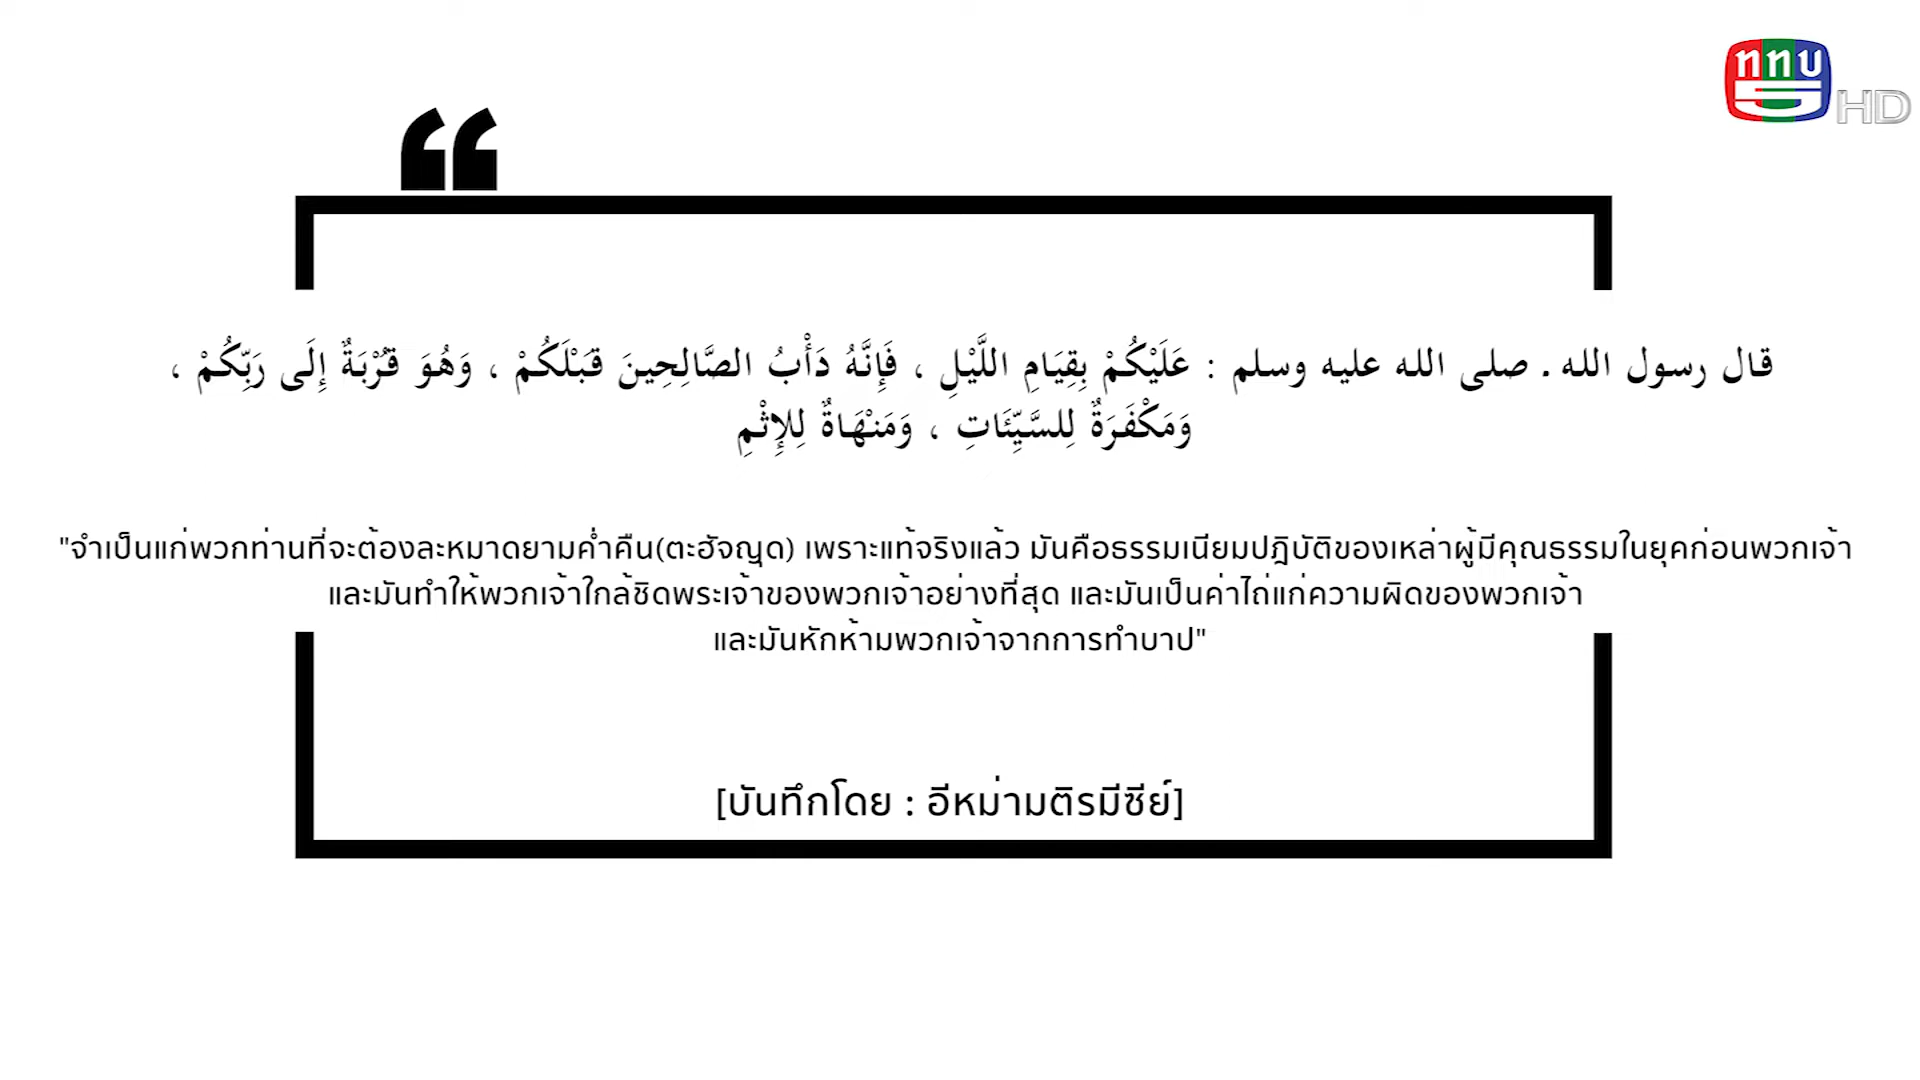 ททบ
5 HD
قال رسول الله . صلى الله عليه وسلم : عَلَيْكُمْ بِقِيَامِ اللَّيْلِ ، فَإِنَّهُ دَأْبُ الصَّالِحِينَ قَبْلَكُمْ ، وَهُوَ قُرْبَةٌ إِلَى رَبِّكُمْ ،
وَمَكْفَرَةٌ لِلسَّيِّئَاتِ ، وَمَنْهَاةٌ لِلإِثْمِ
"จำเป็นแก่พวกท่านที่จะต้องละหมาดยามค่ำคืน(ตะฮัจญุด) เพราะแท้จริงแล้ว มันคือธรรมเนียมปฎิบัติของเหล่าผู้มีคุณธรรมในยุคก่อนพวกเจ้า
และมันทำให้พวกเจ้าใกล้ชิดพระเจ้าของพวกเจ้าอย่างที่สุด และมันเป็นค่าไถ่แก่ความผิดของพวกเจ้า
และมันหักห้ามพวกเจ้าจากการทำบาป"
[บันทึกโดย : อีหม่ามติรมีซีย์]